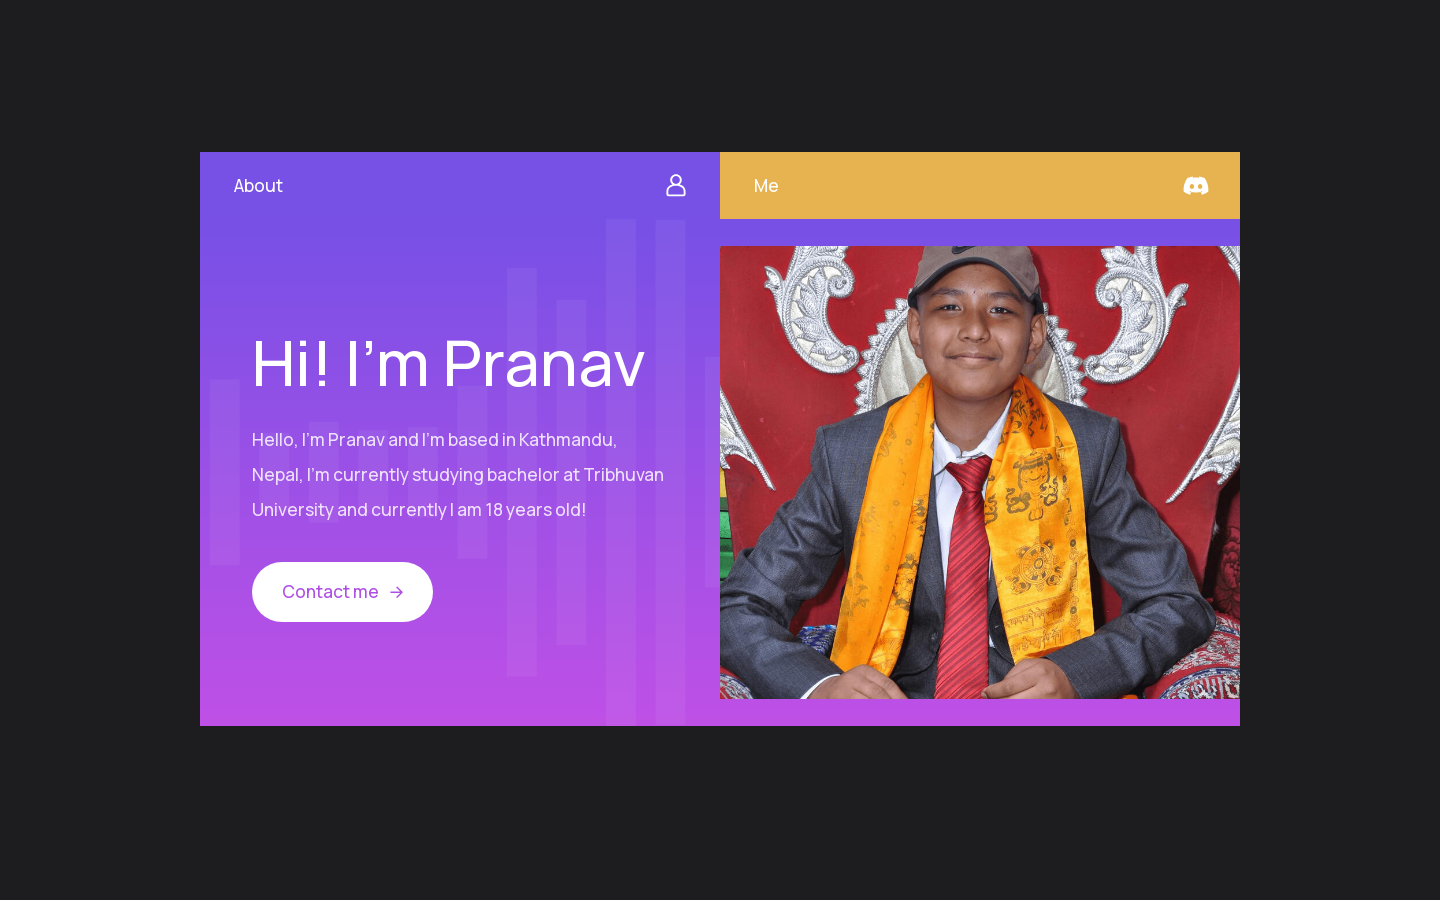 About
Me
Hi! I'm Pranav
Hello, I'm Pranav and I'm based in Kathmandu,
Nepal, I'm currently studying bachelor at Tribhuvan
University and currently I am 18 years old!
Contact me →